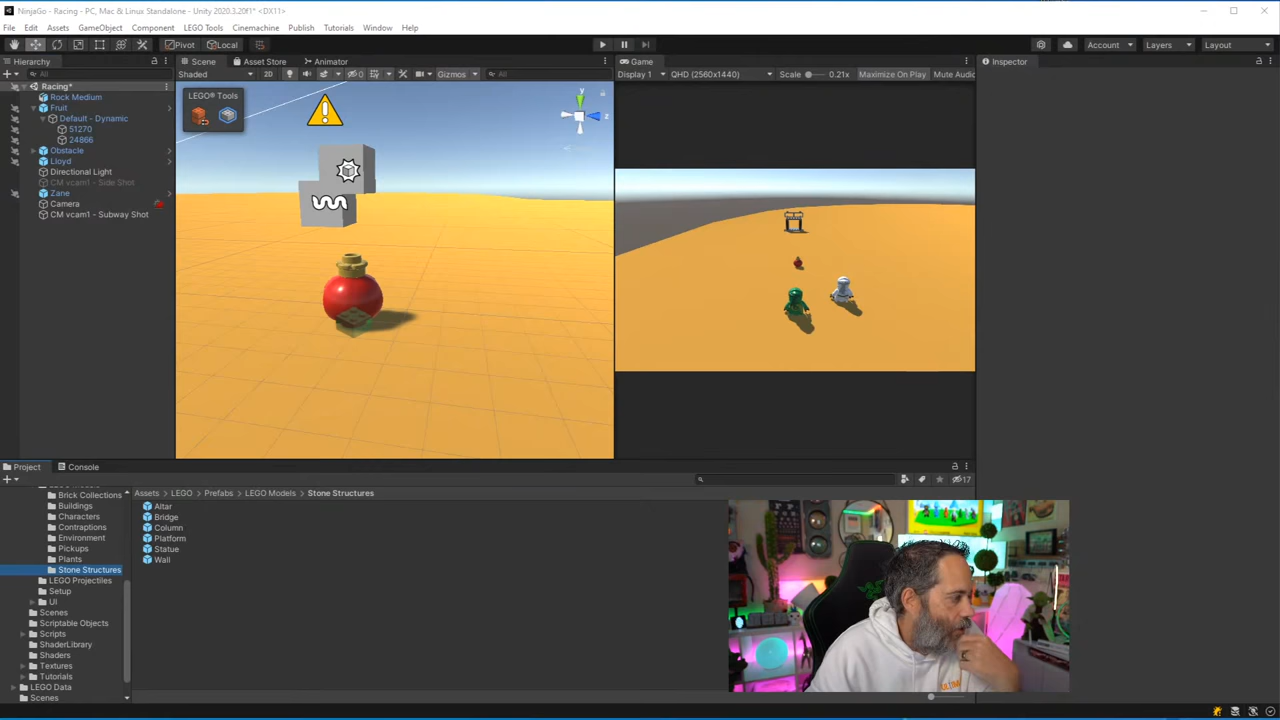 NinjaGo - Racing - PC, Mac & Linux Standalone - Unity 2020.3.20f1* <DX11>
File Edit Assets GameObject Component LEGO Tools Cinemachine Publish Tutorials Window Help
Pivot Local Account Layers Layout
Hierarchy Scene Asset Store Animator Game Inspector
All Shaded 2D 0 Gizmos All Display 1 QHD (2560x1440) Scale 0.21x Maximize On Play Mute Audio
Racing*
Rock Medium
Fruit
Default - Dynamic
51270
24866
Obstacle
Lloyd
Directional Light
CM vcam1 - Side Shot
Zane
Camera
CM vcam1 - Subway Shot
LEGO® Tools
y
z
Project Console
17
Brick Collections
Buildings
Characters
Contraptions
Environment
Pickups
Plants
Stone Structures
LEGO Projectiles
Setup
UI
Scenes
Scriptable Objects
Scripts
ShaderLibrary
Shaders
Textures
Tutorials
LEGO Data
Scenes
Assets > LEGO > Prefabs > LEGO Models > Stone Structures
Altar
Bridge
Column
Platform
Statue
Wall